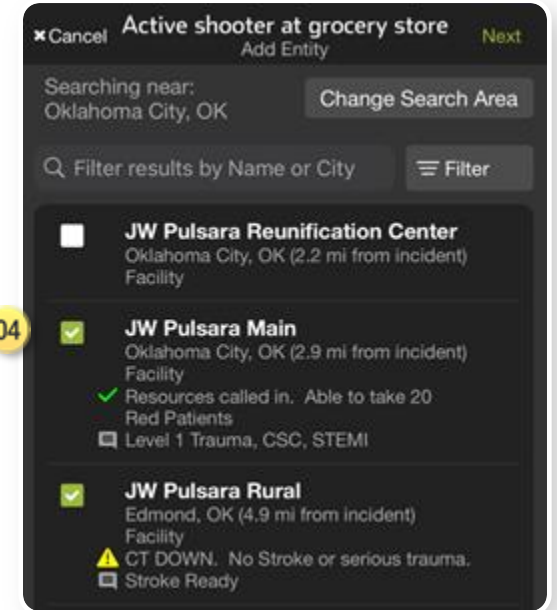 Cancel Active shooter at grocery store Next
Add Entity
Searching near:
Oklahoma City, OK
Change Search Area
Filter results by Name or City
Filter
JW Pulsara Reunification Center
Oklahoma City, OK (2.2 mi from incident)
Facility
04
JW Pulsara Main
Oklahoma City, OK (2.9 mi from incident)
Facility
Resources called in. Able to take 20
Red Patients
Level 1 Trauma, CSC, STEMI
JW Pulsara Rural
Edmond, OK (4.9 mi from incident)
Facility
CT DOWN. No Stroke or serious trauma.
Stroke Ready